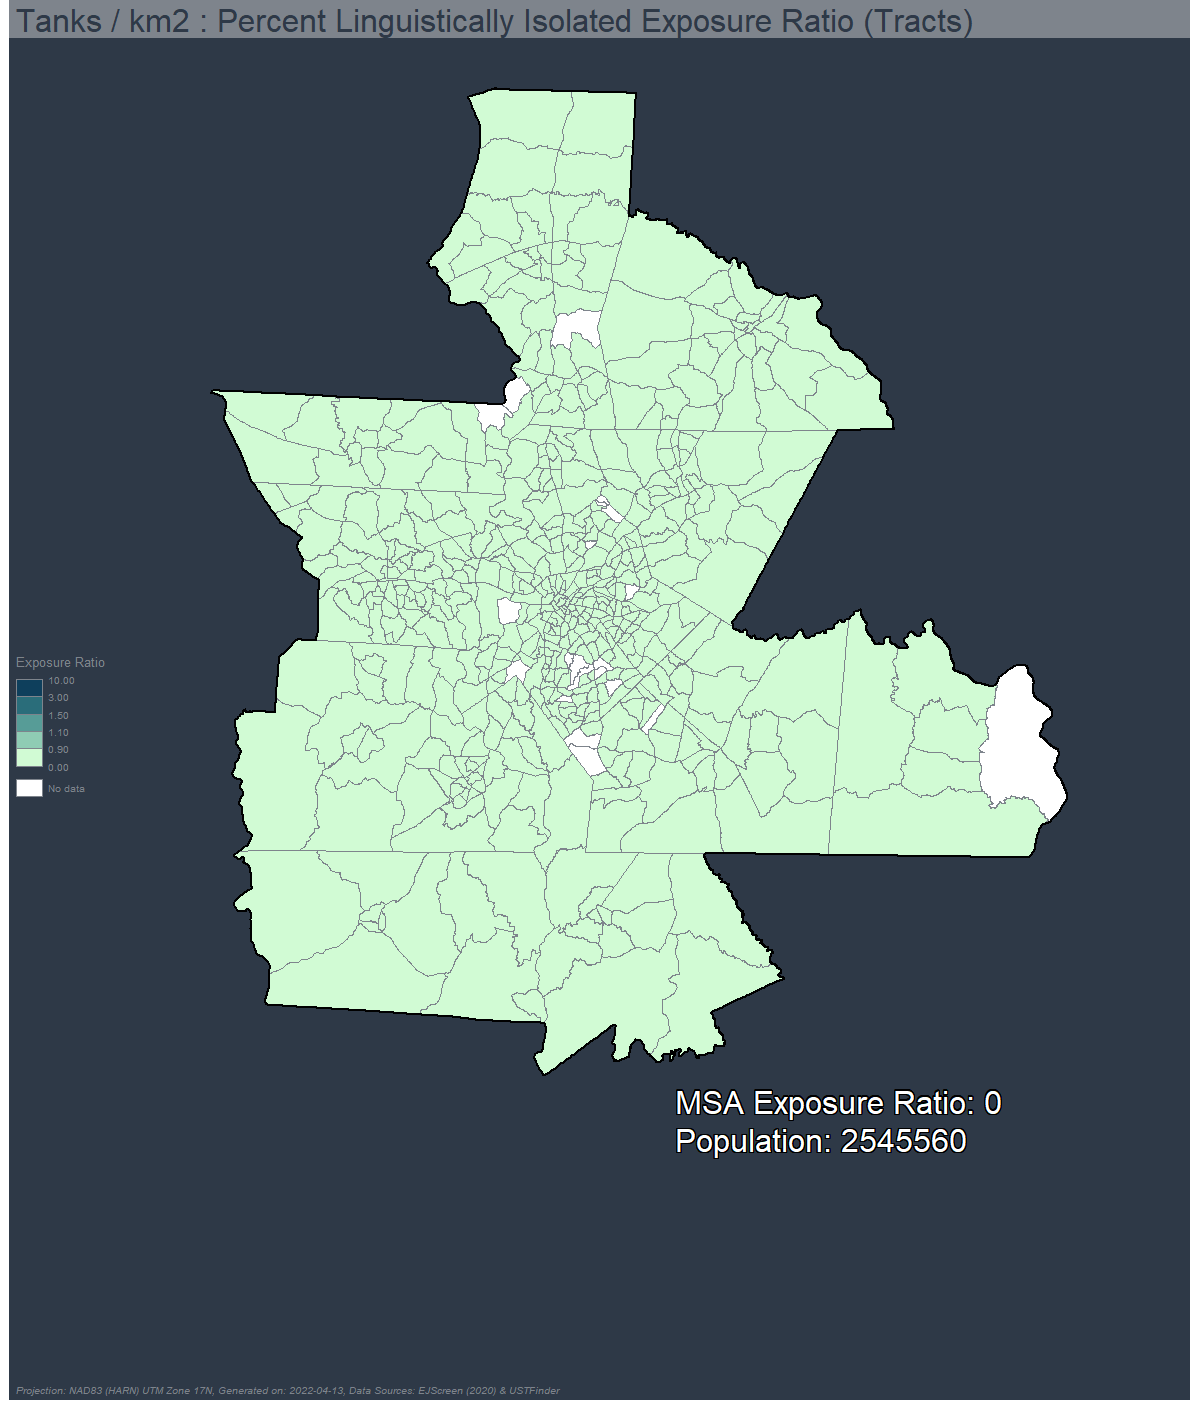 Tanks / km2 : Percent Linguistically Isolated Exposure Ratio (Tracts)
Exposure Ratio
10.00
3.00
1.50
1.10
0.90
0.00
No data
MSA Exposure Ratio: 0
Population: 2545560
Projection: NAD83 (HARN) UTM Zone 17N, Generated on: 2022-04-13, Data Sources: EJScreen (2020) & USTFinder